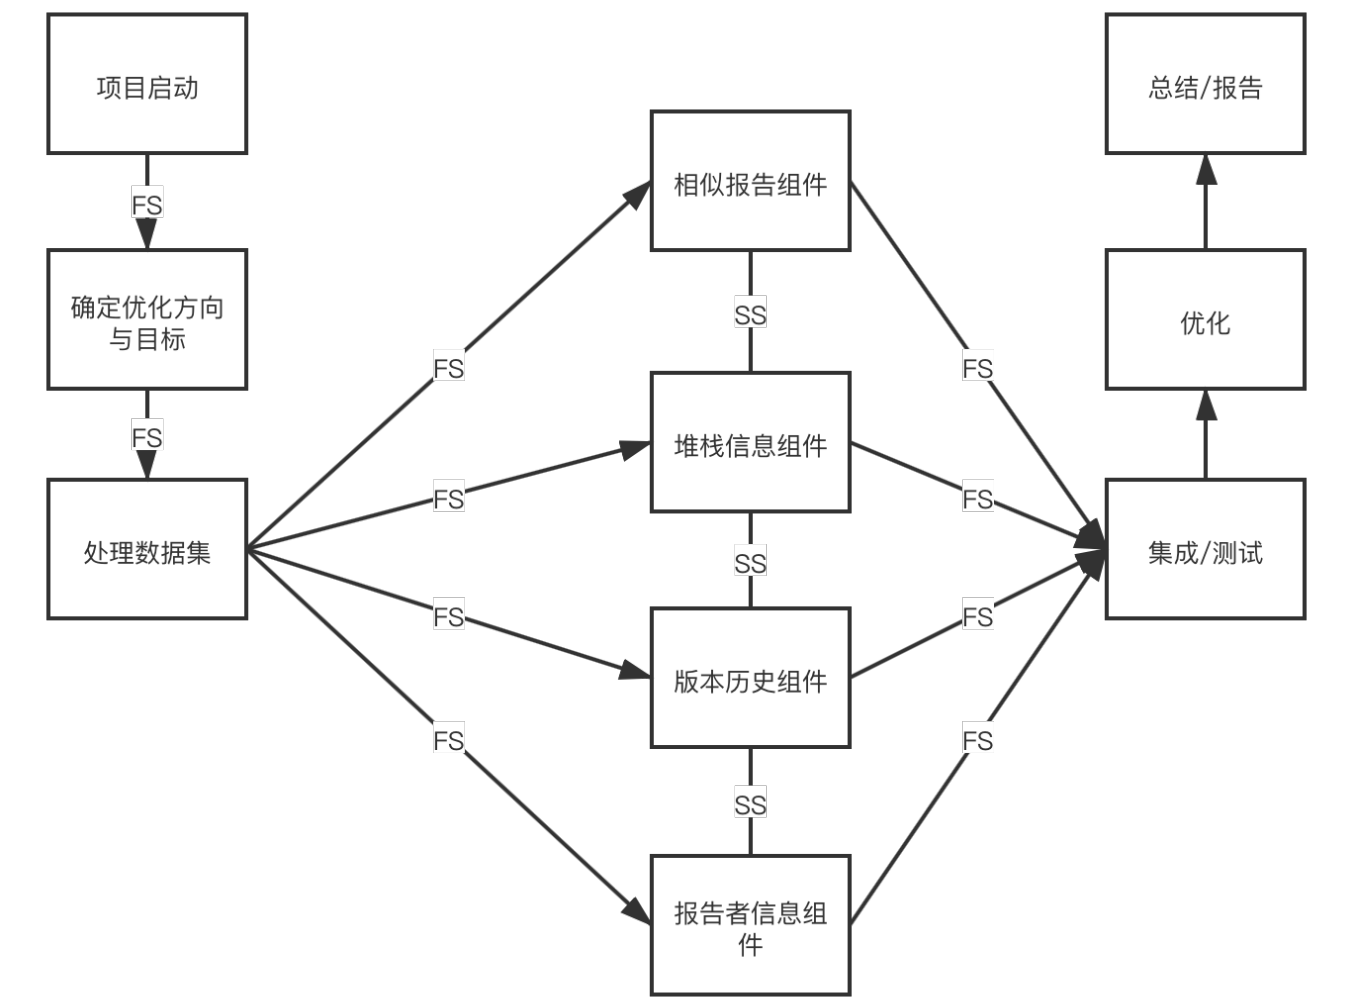 项目启动
FS
确定优化方向
与目标
FS
处理数据集
FS
FS
FS
FS
相似报告组件
SS
堆栈信息组件
SS
版本历史组件
SS
报告者信息组
件
FS
FS
FS
FS
总结/报告
优化
集成/测试